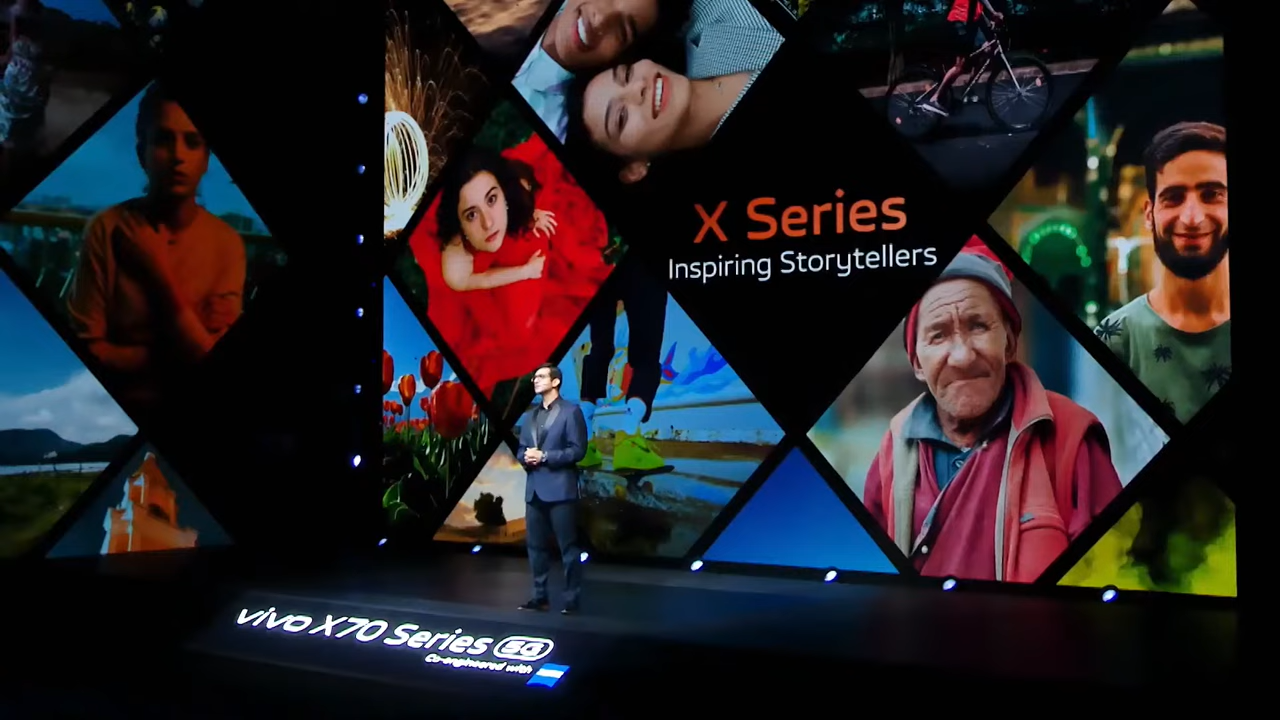 X Series
Inspiring Storytellers
vivo X70 Series 5G
Co-engineered with